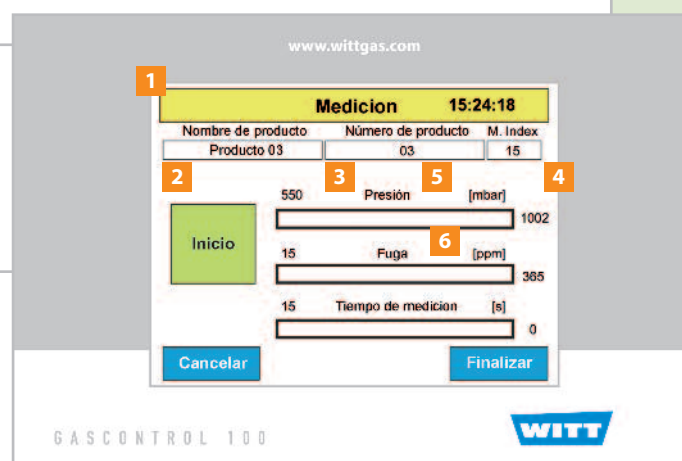 www.wittgas.com
1
Medicion 15:24:18
Nombre de producto Número de producto M. Index
Producto 03 03 15
2 3 5 4
550 Presión [mbar]
1002
Inicio
6
15 Fuga [ppm]
365
15 Tiempo de medicion [s]
0
Cancelar Finalizar
GASCONTROL 100
WITT